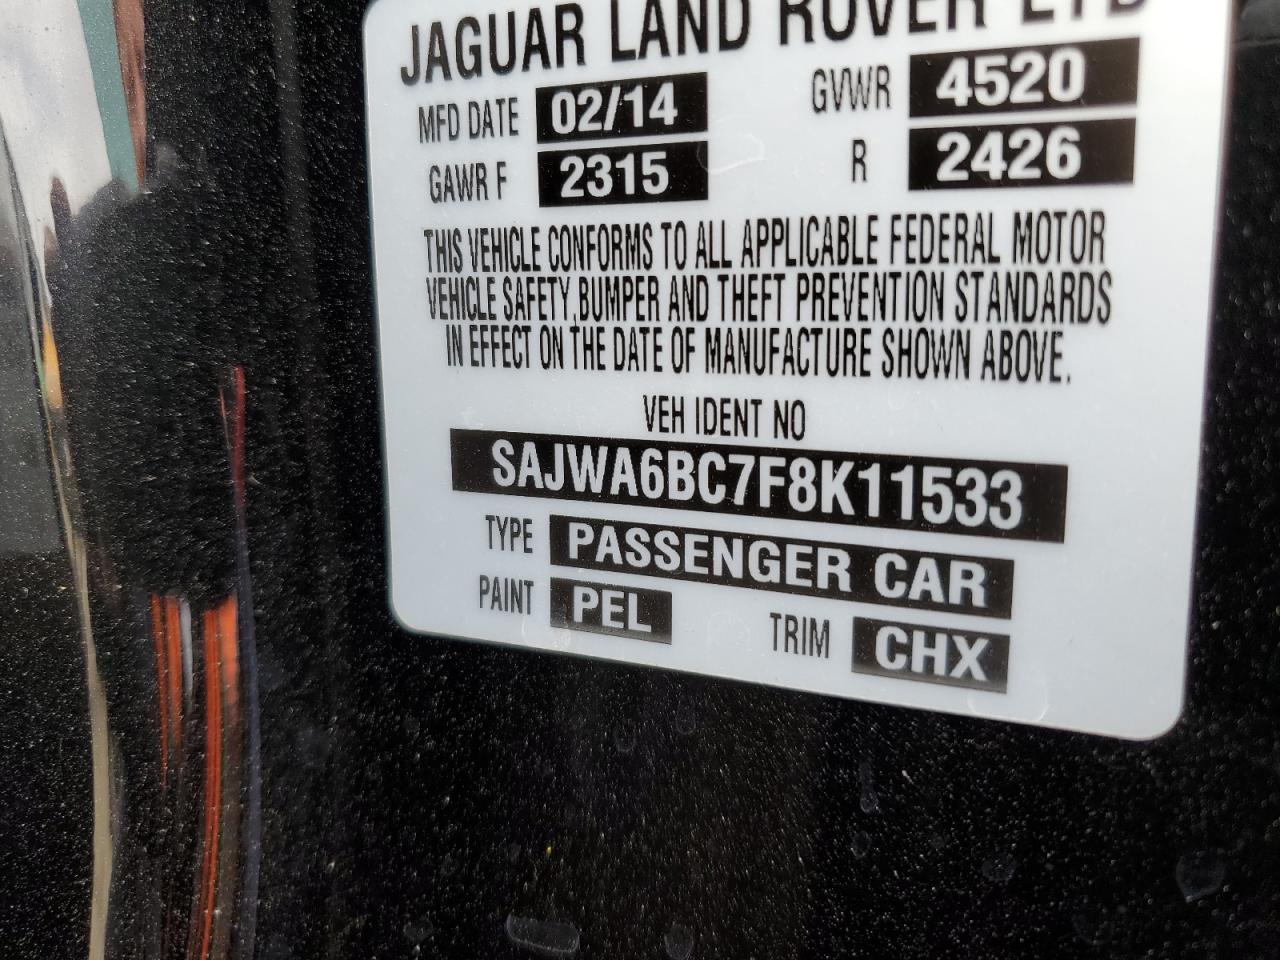 JAGUAR LAND ROVER LTD
MFD DATE 02/14 GVWR 4520
GAWR F 2315 R 2426
THIS VEHICLE CONFORMS TO ALL APPLICABLE FEDERAL MOTOR
VEHICLE SAFETY,BUMPER AND THEFT PREVENTION STANDARDS
IN EFFECT ON THE DATE OF MANUFACTURE SHOWN ABOVE.
VEH IDENT NO
SAJWA6BC7F8K11533
TYPE PASSENGER CAR
PAINT PEL TRIM CHX